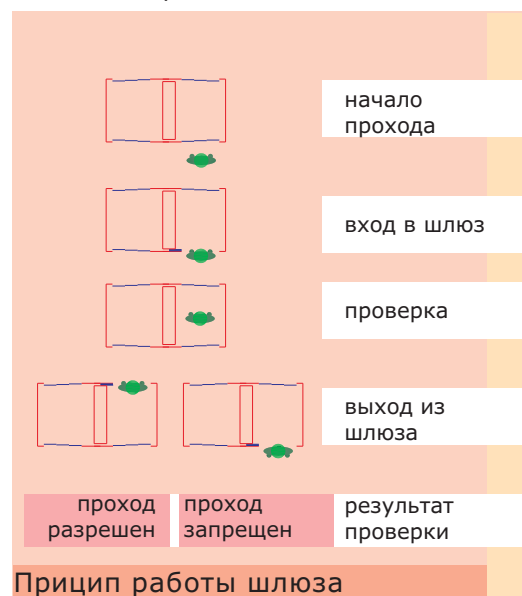 начало
прохода
вход в шлюз
проверка
выход из
шлюза
проход
разрешен
проход
запрещен
результат
проверки
Прицип работы шлюза